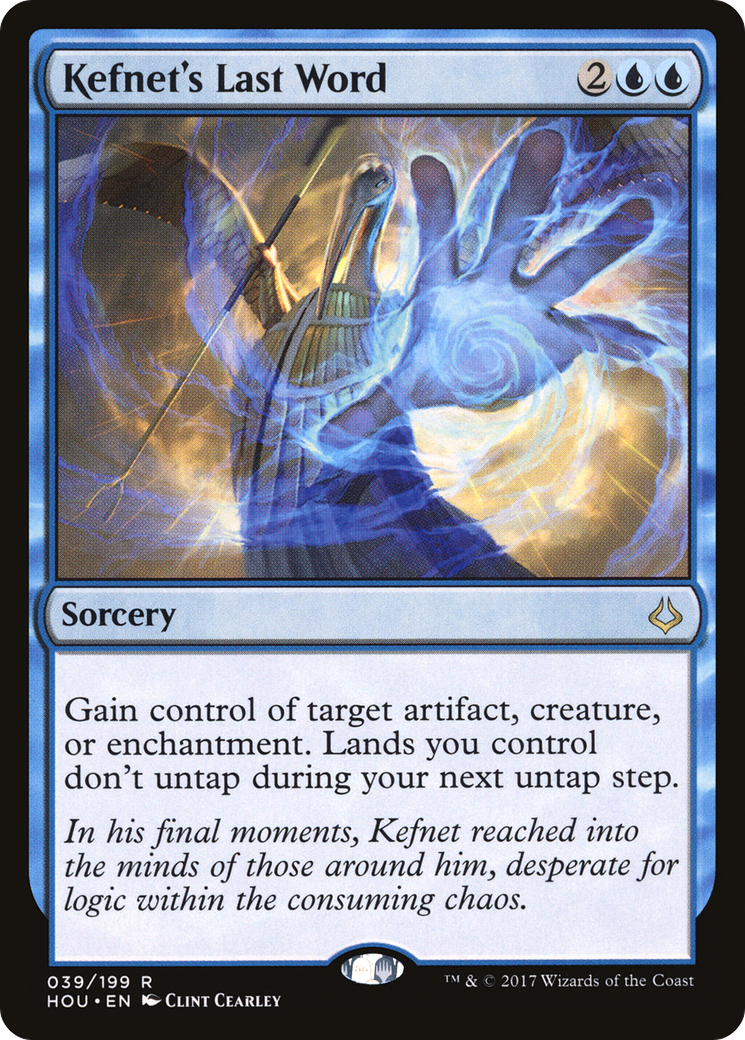 Kefnet's Last Word 2
Sorcery
Gain control of target artifact, creature,
or enchantment. Lands you control
don't untap during your next untap step.
In his final moments, Kefnet reached into
the minds of those around him, desperate for
logic within the consuming chaos.
039/199 R
HOU • EN Clint Cearley
™ & © 2017 Wizards of the Coast